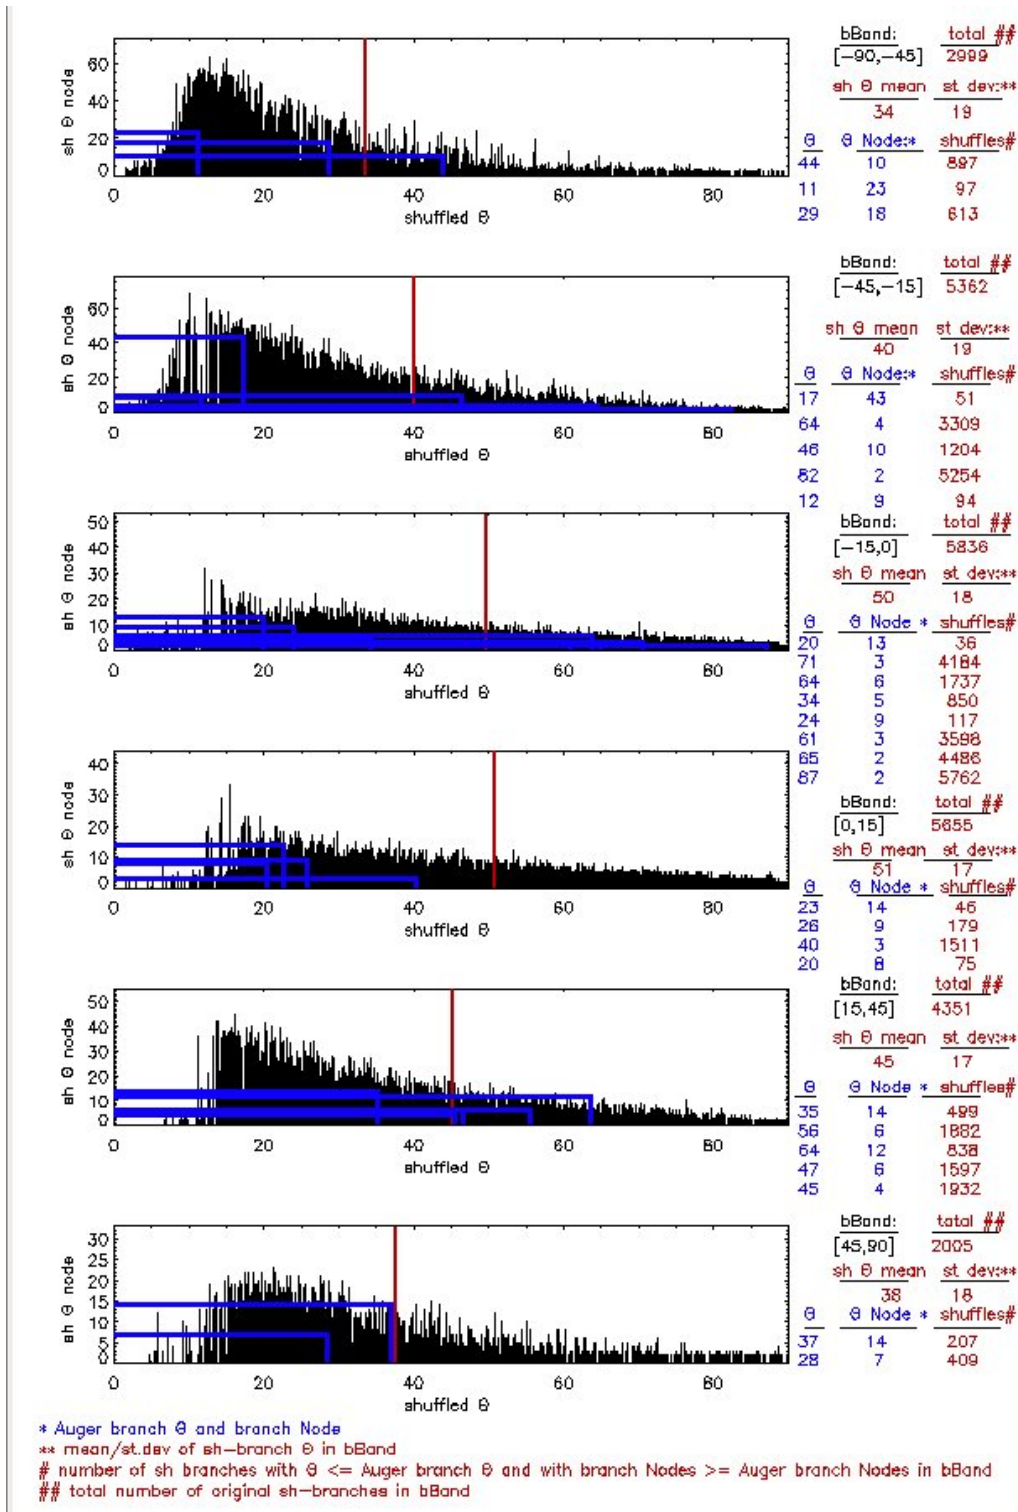 bBand: total ##
[-90,-45] 2999
sh Θ mean st dev:**
34 19
Θ Θ Node:* shuffles#
44 10 897
11 23 97
29 18 613
sh Θ node
60
40
20
0
0 20 40 60 80
shuffled Θ
bBand: total ##
[-45,-15] 5362
sh Θ mean st dev:**
40 19
Θ Θ Node:* shuffles#
17 43 51
64 4 3309
46 10 1204
82 2 5254
12 9 94
sh Θ node
60
40
20
0
0 20 40 60 80
shuffled Θ
bBand: total ##
[-15,0] 5836
sh Θ mean st dev:**
50 18
Θ Θ Node * shuffles#
20 13 36
71 3 4184
64 6 1737
34 5 850
24 9 117
61 3 3598
65 2 4486
87 2 5762
sh Θ node
50
40
30
20
10
0
0 20 40 60 80
shuffled Θ
bBand: total ##
[0,15] 5655
sh Θ mean st dev:**
51 17
Θ Θ Node * shuffles#
23 14 46
26 9 179
40 3 1511
20 8 75
sh Θ node
40
30
20
10
0
0 20 40 60 80
shuffled Θ
bBand: total ##
[15,45] 4351
sh Θ mean st dev:**
45 17
Θ Θ Node * shuffles#
35 14 499
56 6 1882
64 12 838
47 6 1597
45 4 1932
sh Θ node
50
40
30
20
10
0
0 20 40 60 80
shuffled Θ
bBand: total ##
[45,90] 2005
sh Θ mean st dev:**
38 18
Θ Θ Node * shuffles#
37 14 207
28 7 409
sh Θ node
30
25
20
15
10
5
0
0 20 40 60 80
shuffled Θ
* Auger branch Θ and branch Node
** mean/st.dev of sh-branch Θ in bBand
# number of sh branches with Θ <= Auger branch Θ and with branch Nodes >= Auger branch Nodes in bBand
## total number of original sh-branches in bBand